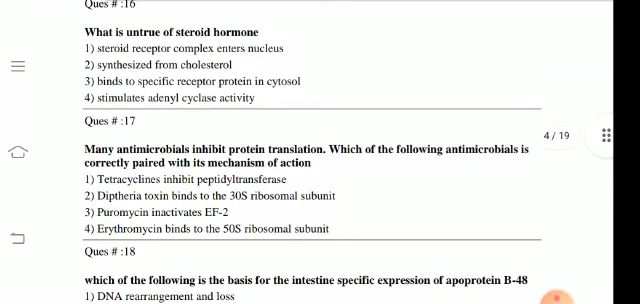 Ques # :16
What is untrue of steroid hormone
1) steroid receptor complex enters nucleus
2) synthesized from cholesterol
3) binds to specific receptor protein in cytosol
4) stimulates adenyl cyclase activity
Ques # :17
4 / 19
Many antimicrobials inhibit protein translation. Which of the following antimicrobials is
correctly paired with its mechanism of action
1) Tetracyclines inhibit peptidyltransferase
2) Diptheria toxin binds to the 30S ribosomal subunit
3) Puromycin inactivates EF-2
4) Erythromycin binds to the 50S ribosomal subunit
Ques # :18
which of the following is the basis for the intestine specific expression of apoprotein B-48
1) DNA rearrangement and loss